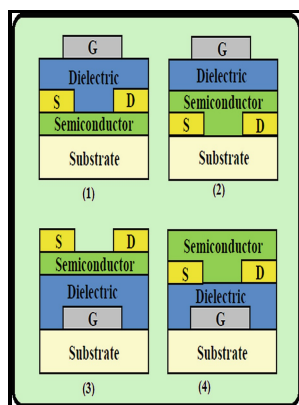 G
Dielectric
S D
Semiconductor
Substrate
(1)
G
Dielectric
Semiconductor
S D
Substrate
(2)
S D
Semiconductor
Dielectric
G
Substrate
(3)
Semiconductor
S D
Dielectric
G
Substrate
(4)